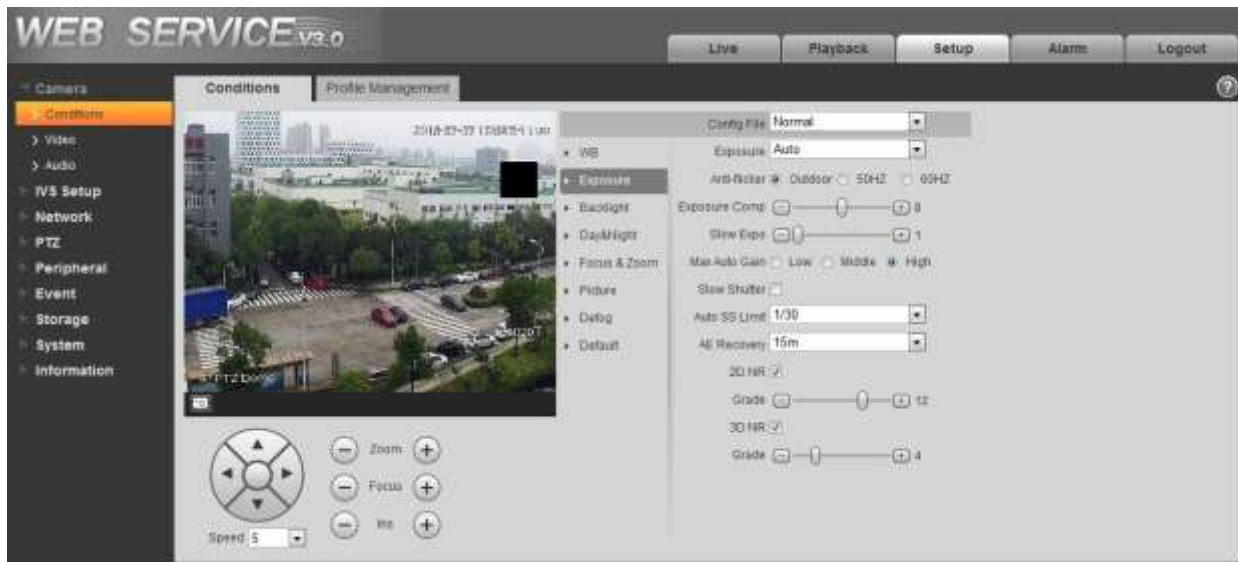 WEB SERVICE V3.0
Live
Playback
Setup
Alarm
Logout
Camera
Conditions
Video
Audio
IVS Setup
Network
PTZ
Peripheral
Event
Storage
System
Information
Conditions
Profile Management
PTZ Dome
Zoom
Focus
Iris
Speed 5
WB
Exposure
Backlight
Day&Night
Focus & Zoom
Picture
Defog
Default
Config File Normal
Exposure Auto
Anti-flicker Outdoor 50HZ 60HZ
Exposure Comp 8
Slow Expo 1
Max Auto Gain Low Middle High
Slow Shutter
Auto SS Limit 1/30
AE Recovery 15m
2D NR
Grade 12
3D NR
Grade 4